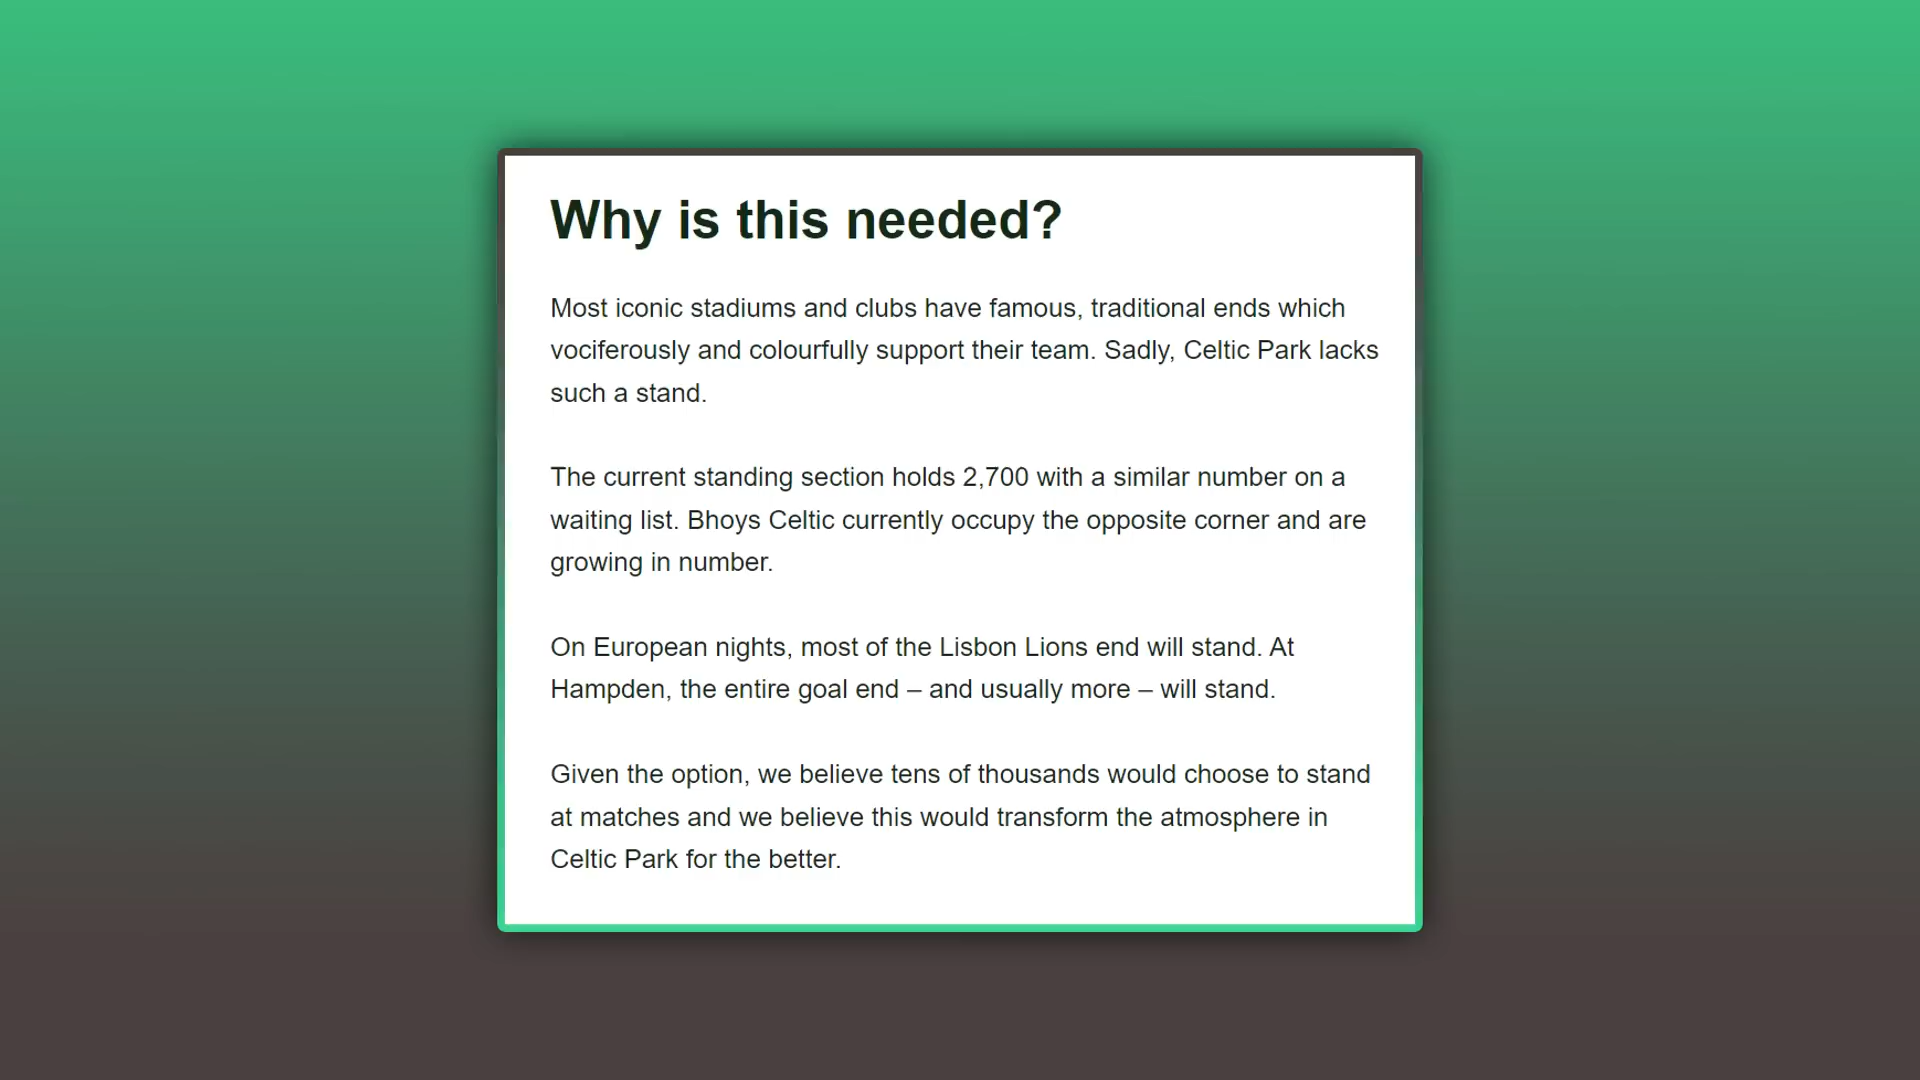 Why is this needed?
Most iconic stadiums and clubs have famous, traditional ends which
vociferously and colourfully support their team. Sadly, Celtic Park lacks
such a stand.
The current standing section holds 2,700 with a similar number on a
waiting list. Bhoys Celtic currently occupy the opposite corner and are
growing in number.
On European nights, most of the Lisbon Lions end will stand. At
Hampden, the entire goal end – and usually more – will stand.
Given the option, we believe tens of thousands would choose to stand
at matches and we believe this would transform the atmosphere in
Celtic Park for the better.